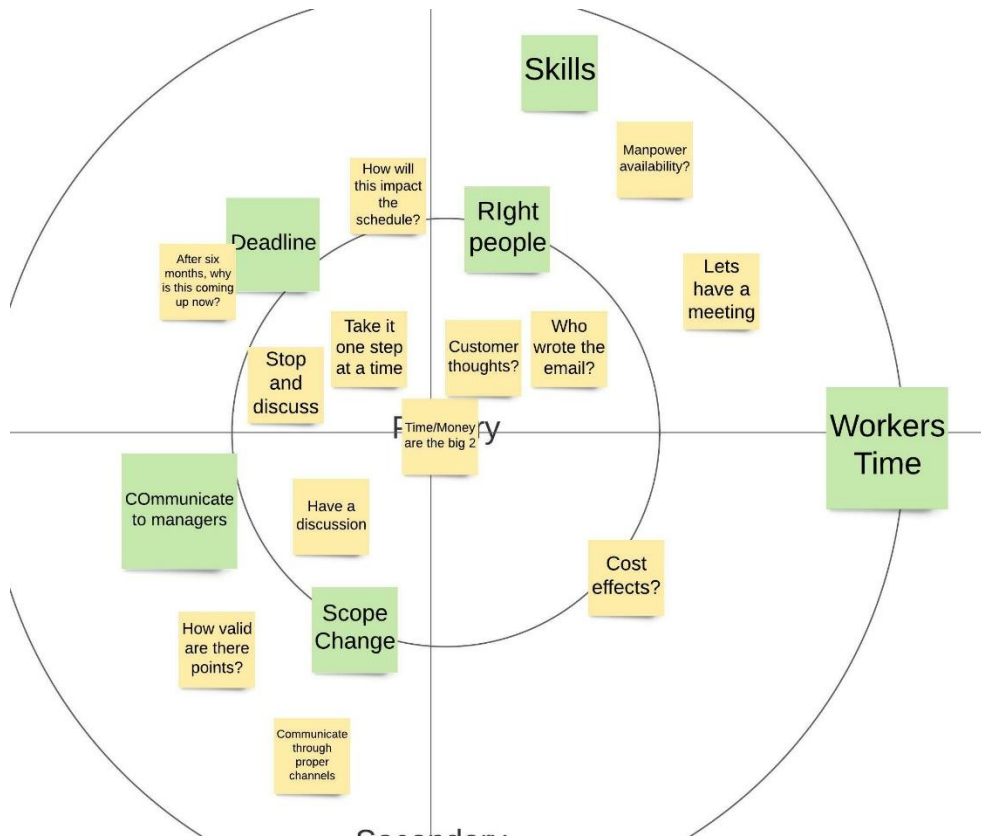 Skills
Manpower
availability?
How will
this impact
the
schedule?
RIght
people
Deadline
After six
months, why
is this coming
up now?
Lets
have a
meeting
Take it
one step
at a time
Customer
thoughts?
Who
wrote the
email?
Stop
and
discuss
Time/Money
are the big 2
Workers
Time
COmmunicate
to managers
Have a
discussion
Cost
effects?
Scope
Change
How valid
are there
points?
Communicate
through
proper
channels
Secondary